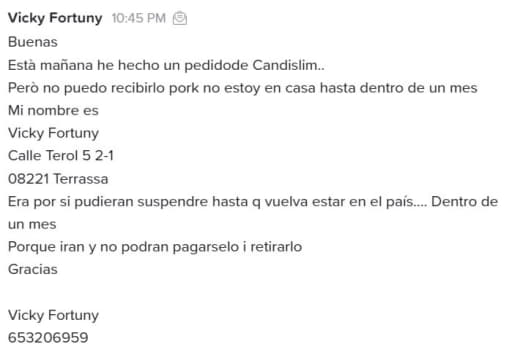 Vicky Fortuny 10:45 PM
Buenas
Està mañana he hecho un pedidode Candislim..
Però no puedo recibirlo pork no estoy en casa hasta dentro de un mes
Mi nombre es
Vicky Fortuny
Calle Terol 5 2-1
08221 Terrassa
Era por si pudieran suspendre hasta q vuelva estar en el país.... Dentro de
un mes
Porque iran y no podran pagarselo i retirarlo
Gracias
Vicky Fortuny
653206959